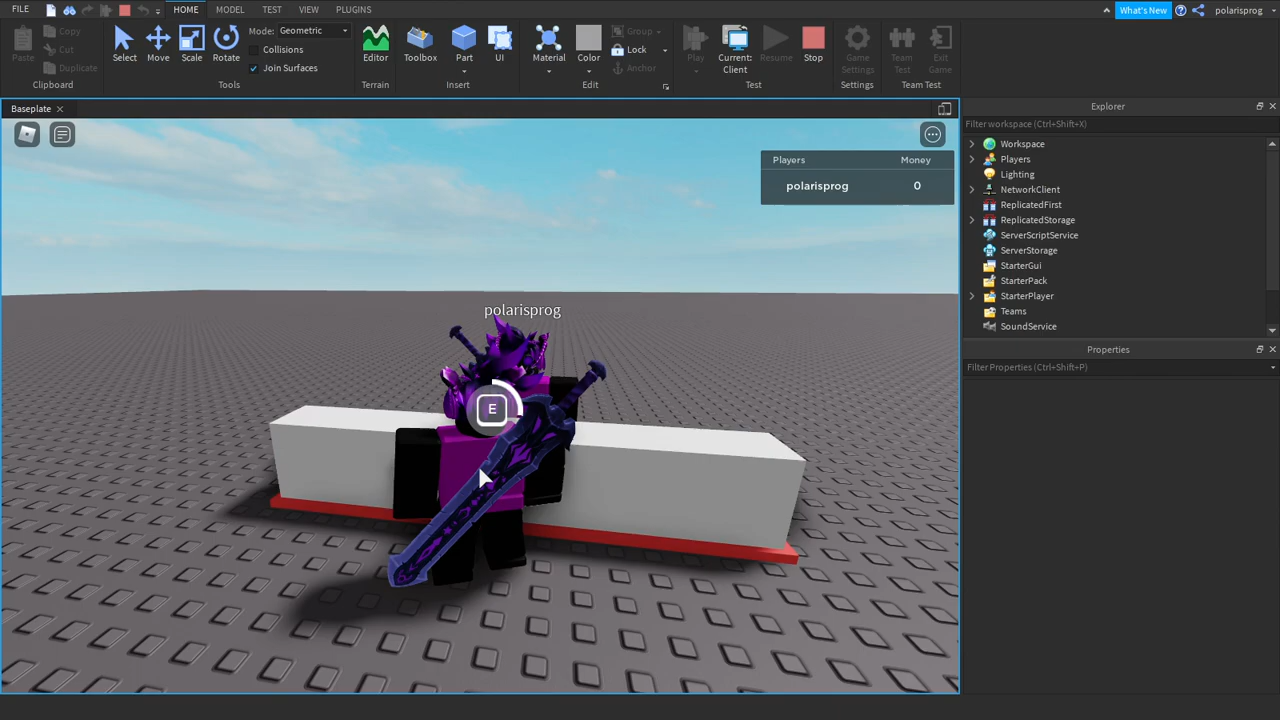 FILE HOME MODEL TEST VIEW PLUGINS What's New polarisprog
Paste Copy Cut Duplicate Clipboard
Select Move Scale Rotate Mode: Geometric Collisions Join Surfaces Tools
Editor Terrain
Toolbox Part UI Insert
Material Color Group Lock Anchor Edit
Play Current: Client Resume Stop Test
Game Settings Settings
Team Test Exit Game Team Test
Baseplate
Players Money
polarisprog 0
polarisprog
E
Explorer
Filter workspace (Ctrl+Shift+X)
Workspace
Players
Lighting
NetworkClient
ReplicatedFirst
ReplicatedStorage
ServerScriptService
ServerStorage
StarterGui
StarterPack
StarterPlayer
Teams
SoundService
Properties
Filter Properties (Ctrl+Shift+P)